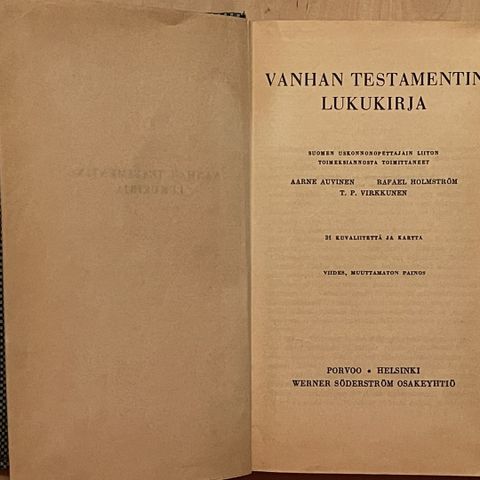 VANHAN TESTAMENTIN
LUKUKIRJA
SUOMEN USKONNONOPETTAJAIN LIITON
TOIMEKSIANNOSTA TOIMITTANEET
AARNE AUVINEN RAFAEL HOLMSTRÖM
T. P. VIRKKUNEN
31 KUVALIITETTÄ JA KARTTA
VIIDES, MUUTTAMATON PAINOS
PORVOO • HELSINKI
WERNER SÖDERSTRÖM OSAKEYHTIÖ